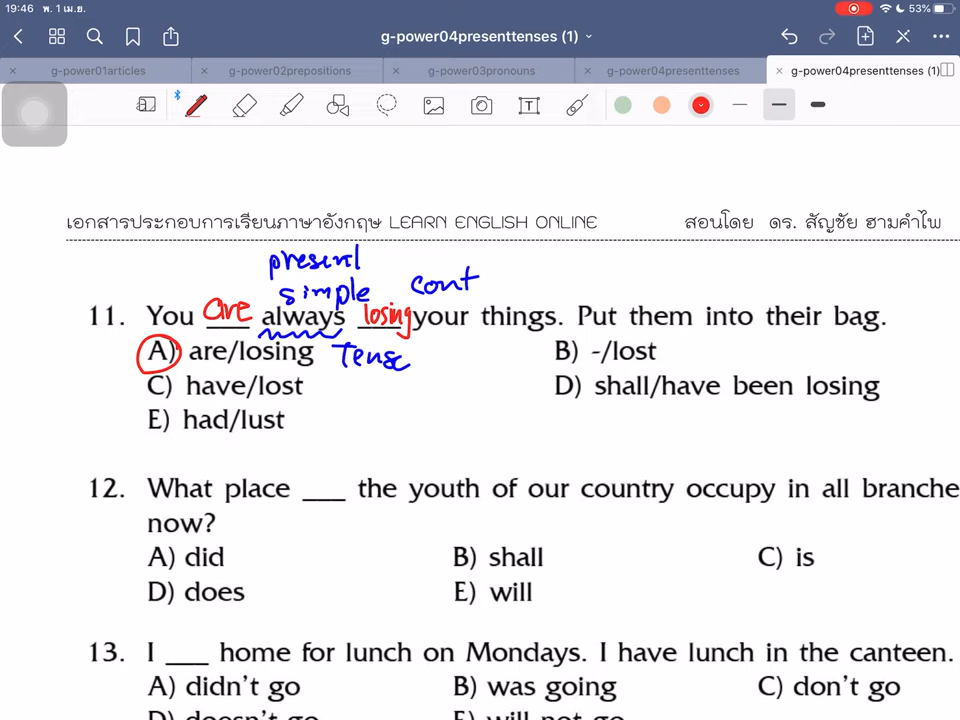 19:46 พ. 1 เม.ย. 53%
g-power04presenttenses (1)
g-power01articles g-power02prepositions g-power03pronouns g-power04presenttenses g-power04presenttenses (1)
เอกสารประกอบการเรียนภาษาอังกฤษ LEARN ENGLISH ONLINE สอนโดย ดร. สัญชัย ฮามคำไพ
present
simple cont
11. You are always losing your things. Put them into their bag.
A) are/losing Tense B) -/lost
C) have/lost D) shall/have been losing
E) had/lust
12. What place ___ the youth of our country occupy in all branche
now?
A) did B) shall C) is
D) does E) will
13. I ___ home for lunch on Mondays. I have lunch in the canteen.
A) didn't go B) was going C) don't go
D) doesn't go E) will not go